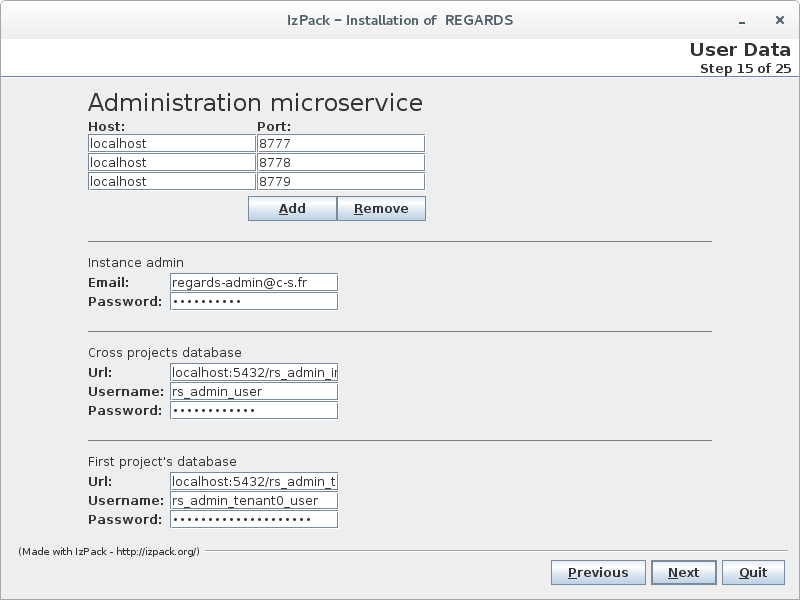 IzPack – Installation of  REGARDS
User Data
Step 15 of 25
Administration microservice
Host: Port:
localhost 8777
localhost 8778
localhost 8779
Add Remove
Instance admin
Email: regards-admin@c-s.fr
Password: ••••••••••
Cross projects database
Url: localhost:5432/rs_admin_i
Username: rs_admin_user
Password: ••••••••••••
First project's database
Url: localhost:5432/rs_admin_t
Username: rs_admin_tenant0_user
Password: ••••••••••••••••••••
(Made with IzPack - http://izpack.org/)
Previous Next Quit